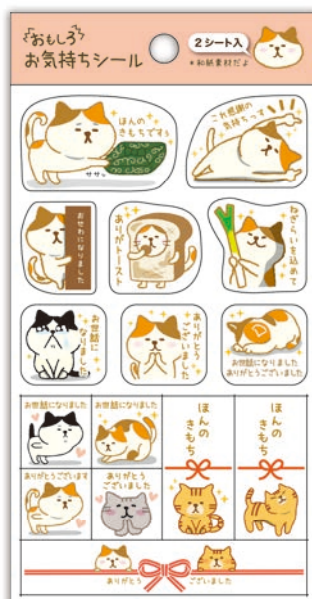 おもしろ
お気持ちシール
2シート入
*和紙素材だよ
ほんの
きもちですぅ
ササッ
これ感謝の
気持ちっす
おせわになりました
ありがトースト
ねぎらいを込めて
お世話に
なりました
ありがとう
ございました
お世話になりました
ありがとうございました
お世話になりました
お世話になりました
ほんの
きもち
ほんの
きもち
ありがとうございます
ありがとう
ございました
ありがとう
ございました